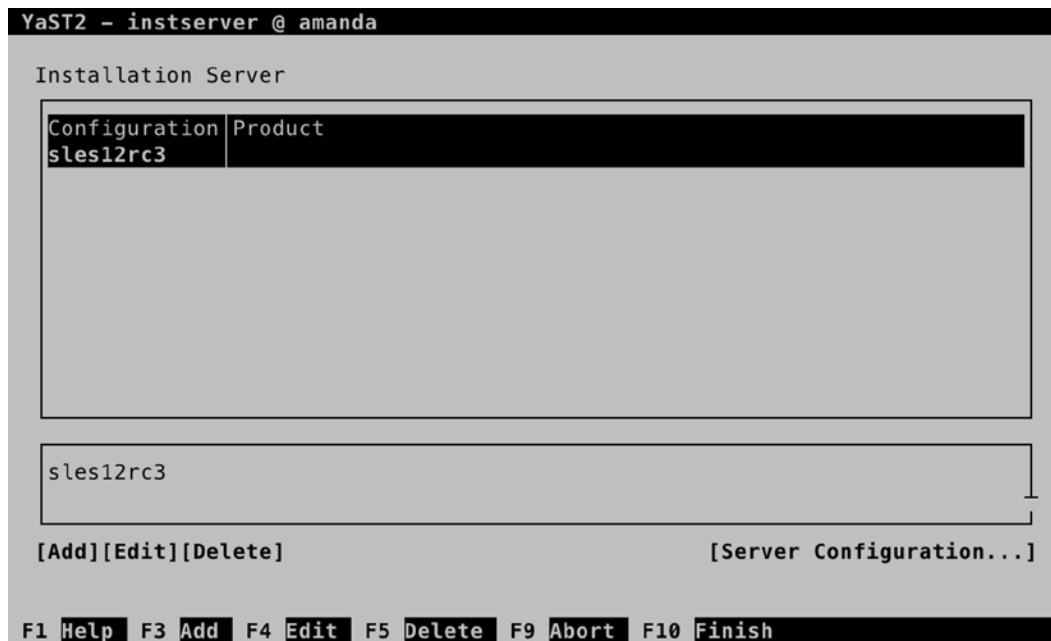 YaST2 – instserver @ amanda
Installation Server
Configuration Product
sles12rc3
sles12rc3
[Add][Edit][Delete] [Server Configuration...]
F1 Help F3 Add F4 Edit F5 Delete F9 Abort F10 Finish